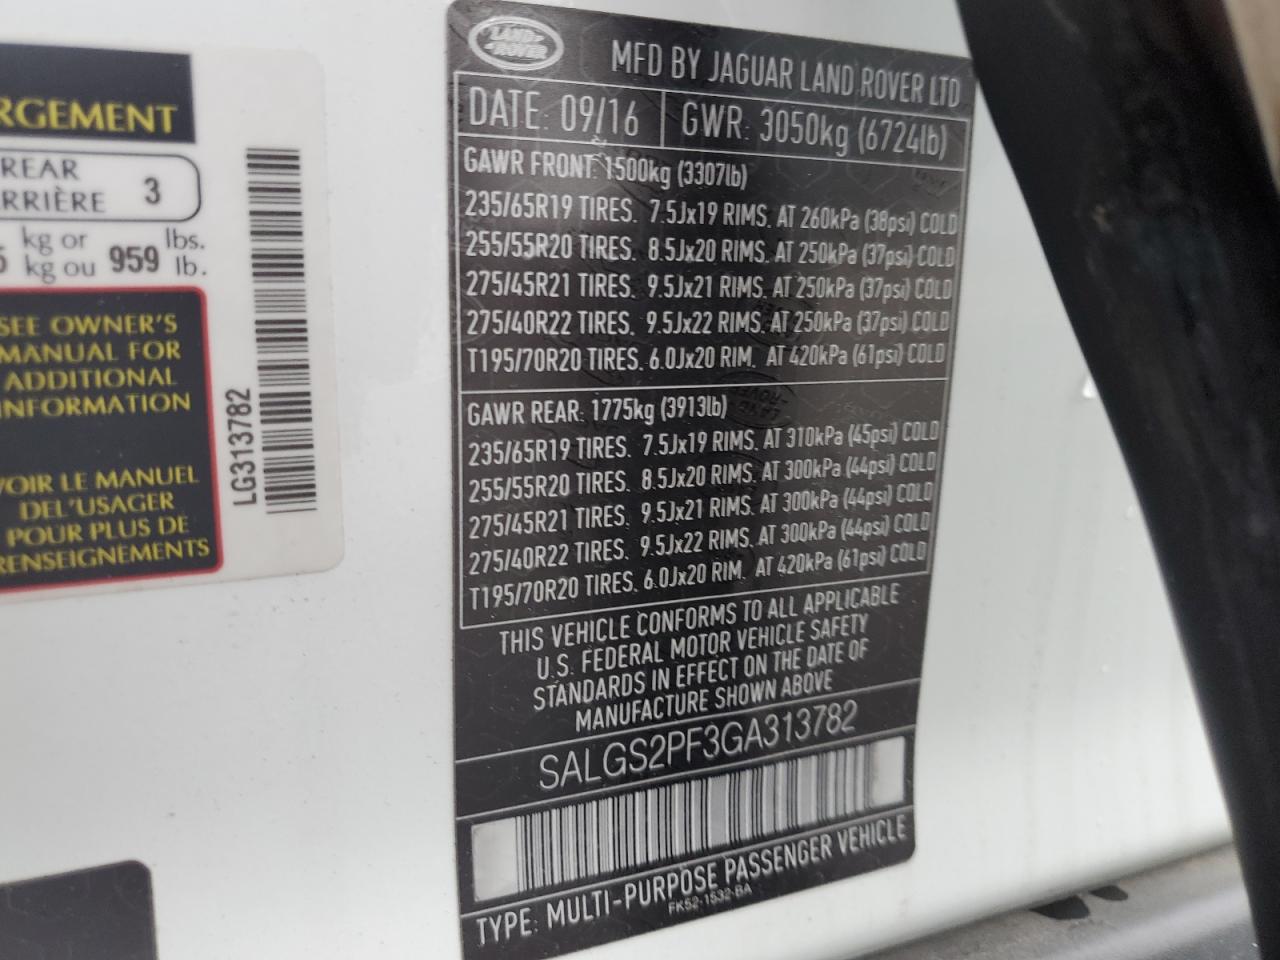 RGEMENT
REAR
RRIÈRE 3
kg or lbs.
kg ou 959 lb.
SEE OWNER'S
MANUAL FOR
ADDITIONAL
INFORMATION
VOIR LE MANUEL
DEL'USAGER
POUR PLUS DE
RENSEIGNEMENTS
LG313782
LAND
ROVER
MFD BY JAGUAR LAND ROVER LTD
DATE: 09/16 GWR: 3050kg (6724lb)
GAWR FRONT: 1500kg (3307lb)
235/65R19 TIRES. 7.5Jx19 RIMS. AT 260kPa (38psi) COLD
255/55R20 TIRES. 8.5Jx20 RIMS. AT 250kPa (37psi) COLD
275/45R21 TIRES. 9.5Jx21 RIMS. AT 250kPa (37psi) COLD
275/40R22 TIRES. 9.5Jx22 RIMS. AT 250kPa (37psi) COLD
T195/70R20 TIRES. 6.0Jx20 RIM. AT 420kPa (61psi) COLD
GAWR REAR: 1775kg (3913lb)
235/65R19 TIRES. 7.5Jx19 RIMS. AT 310kPa (45psi) COLD
255/55R20 TIRES. 8.5Jx20 RIMS. AT 300kPa (44psi) COLD
275/45R21 TIRES. 9.5Jx21 RIMS. AT 300kPa (44psi) COLD
275/40R22 TIRES. 9.5Jx22 RIMS. AT 300kPa (44psi) COLD
T195/70R20 TIRES. 6.0Jx20 RIM. AT 420kPa (61psi) COLD
THIS VEHICLE CONFORMS TO ALL APPLICABLE
U.S. FEDERAL MOTOR VEHICLE SAFETY
STANDARDS IN EFFECT ON THE DATE OF
MANUFACTURE SHOWN ABOVE
SALGS2PF3GA313782
TYPE: MULTI-PURPOSE PASSENGER VEHICLE
FK52-1532-BA